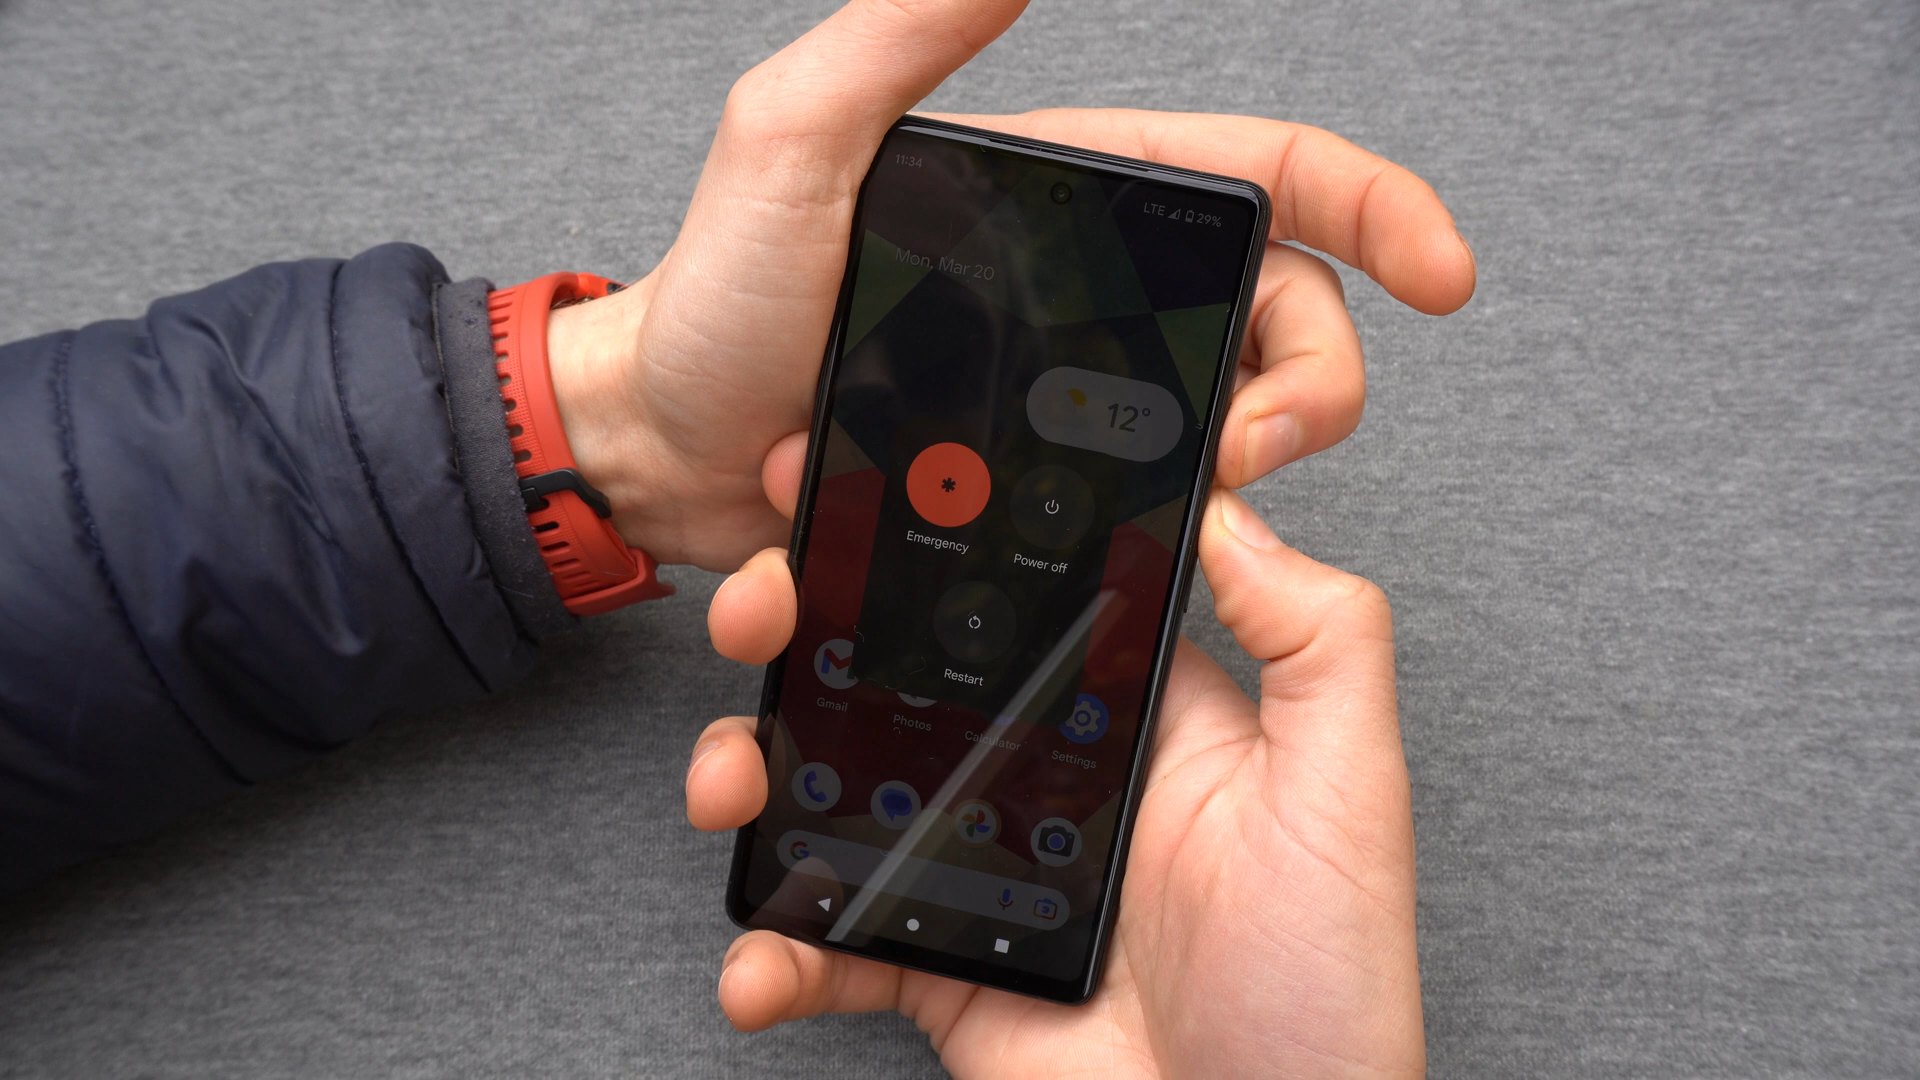 11:34
LTE 29%
Mon, Mar 20
12°
Emergency
Power off
Restart
Gmail
Photos
Calculator
Settings